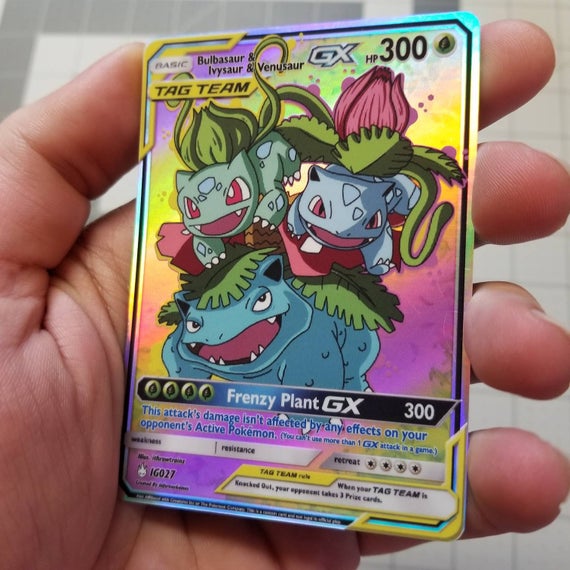 BASIC
Bulbasaur &
Ivysaur & Venusaur
GX
HP 300
TAG TEAM
Frenzy Plant GX 300
This attack's damage isn't affected by any effects on your
opponent's Active Pokémon. (You can't use more than 1 GX attack in a game.)
weakness
resistance
retreat
IG027
TAG TEAM rule
When your TAG TEAM is
Knocked Out, your opponent takes 3 Prize cards.